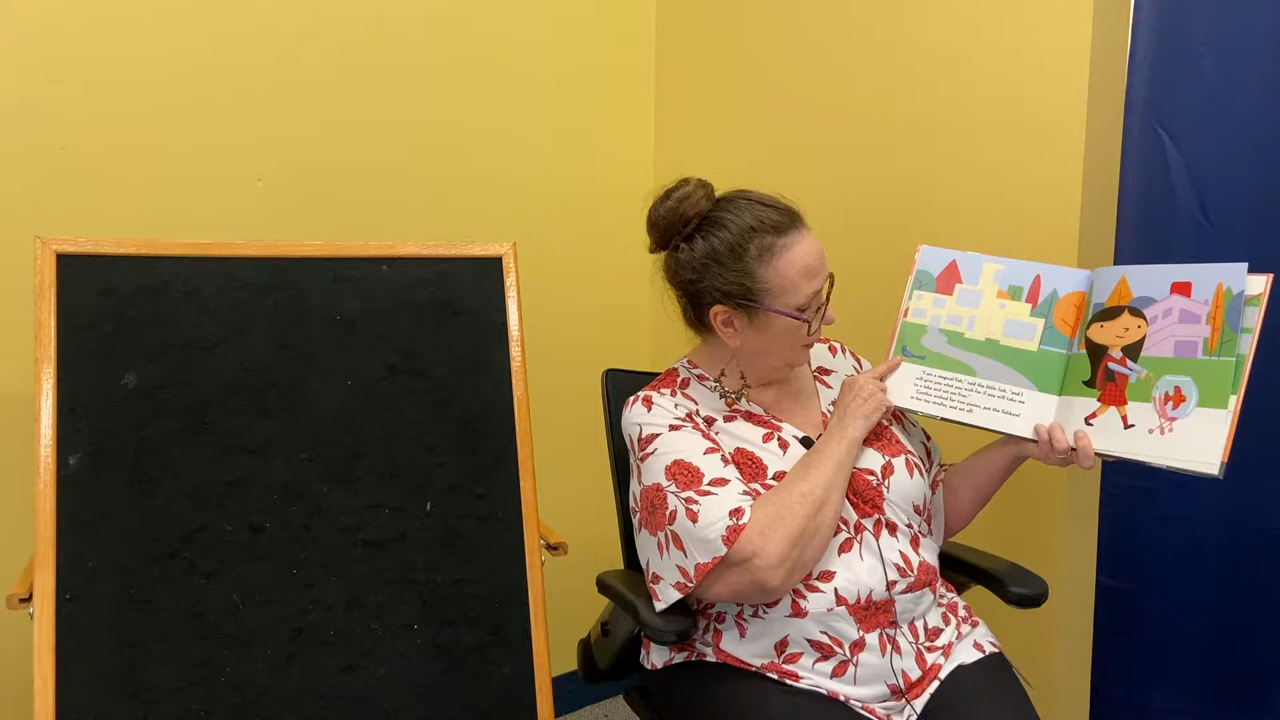 "I am a magical fish," said the little fish, "and I
will give you what you wish for, if you will take me
to a lake and set me free."
wished for two ponies, put the fishbowl
in her toy stroller, and set off.